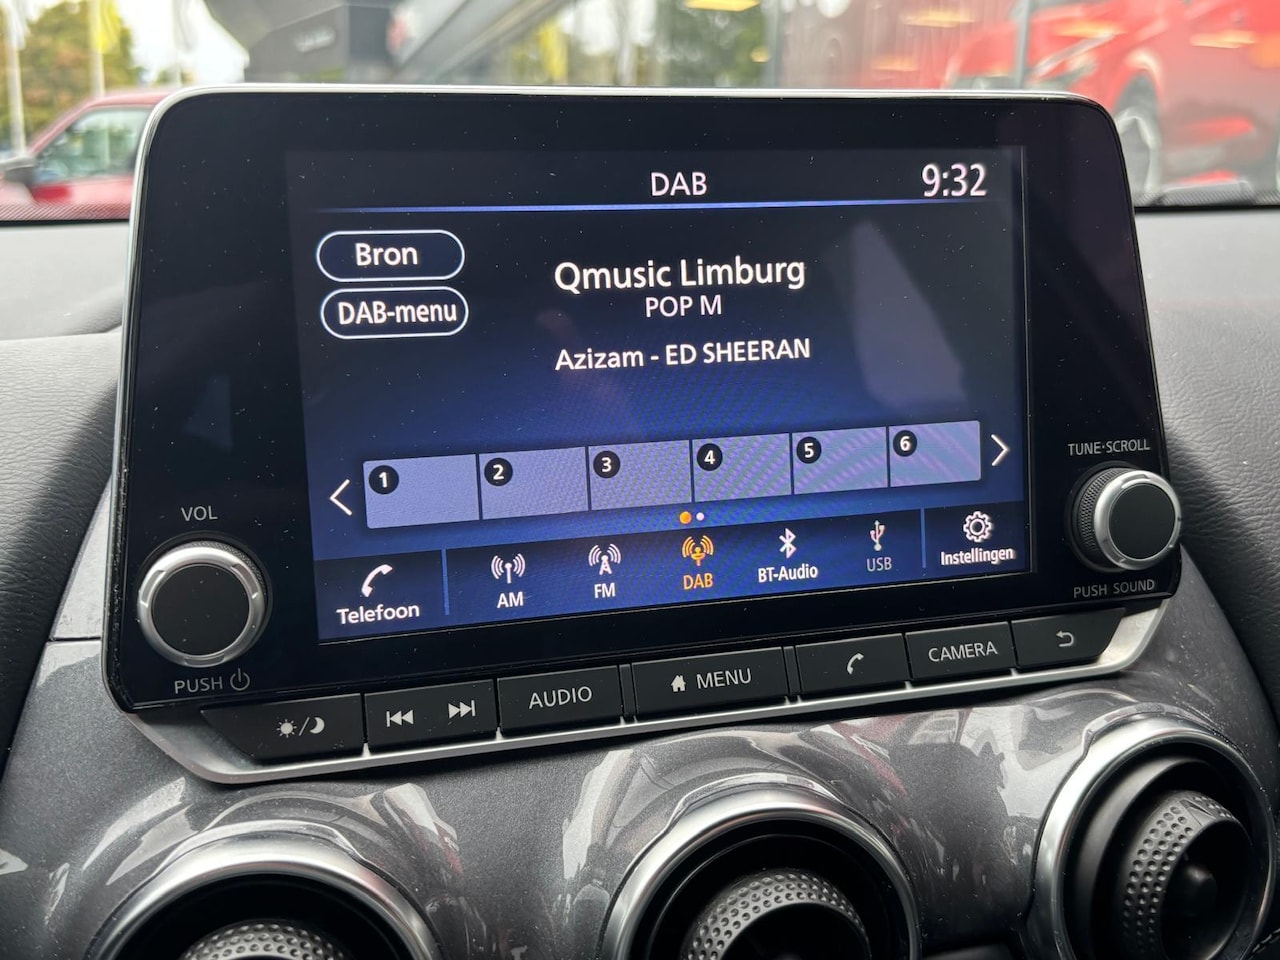 DAB
9:32
Bron
DAB-menu
Qmusic Limburg
POP M
Azizam - ED SHEERAN
1 2 3 4 5 6
Telefoon
AM
FM
DAB
BT-Audio
USB
Instellingen
VOL
PUSH
TUNE·SCROLL
PUSH SOUND
AUDIO
MENU
CAMERA